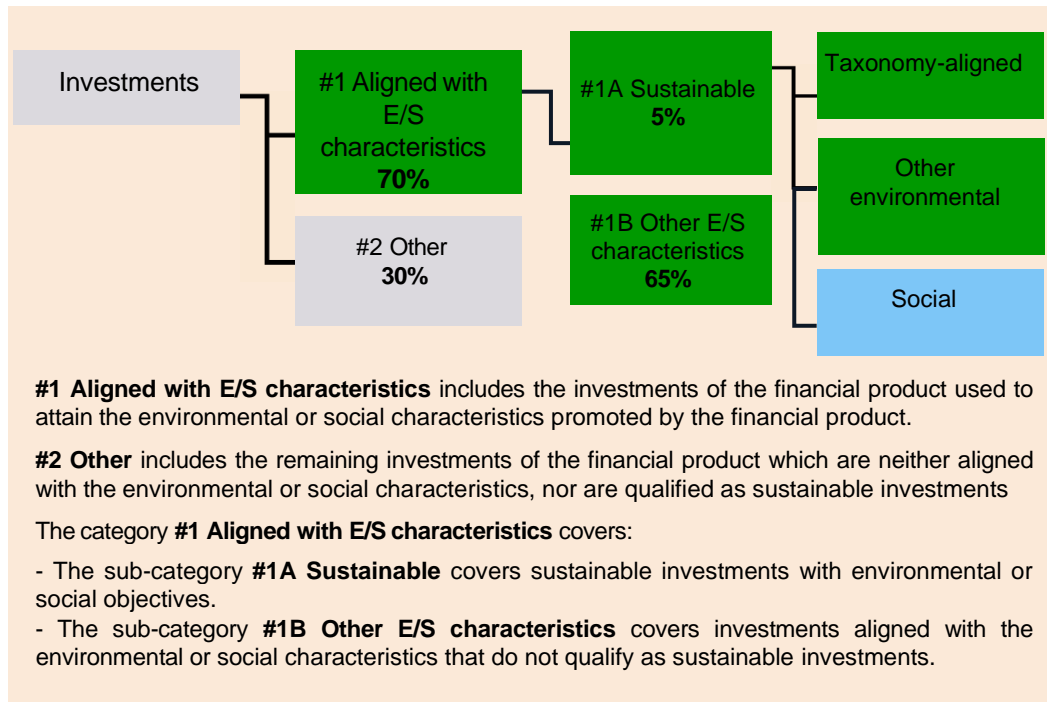 Investments
#1 Aligned with
E/S
characteristics
70%
#2 Other
30%
#1A Sustainable
5%
#1B Other E/S
characteristics
65%
Taxonomy-aligned
Other
environmental
Social
#1 Aligned with E/S characteristics includes the investments of the financial product used to
attain the environmental or social characteristics promoted by the financial product.
#2 Other includes the remaining investments of the financial product which are neither aligned
with the environmental or social characteristics, nor are qualified as sustainable investments
The category #1 Aligned with E/S characteristics covers:
- The sub-category #1A Sustainable covers sustainable investments with environmental or
social objectives.
- The sub-category #1B Other E/S characteristics covers investments aligned with the
environmental or social characteristics that do not qualify as sustainable investments.